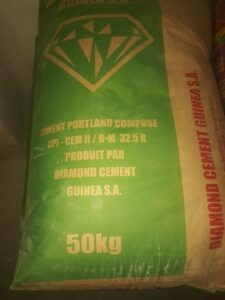 CIMENT PORTLAND COMPOSE
CPJ - CEM II / B-M 32.5 R
PRODUIT PAR
DIAMOND CEMENT
GUINEA S.A.
50kg
DIAMOND CEMENT GUINEA S.A.